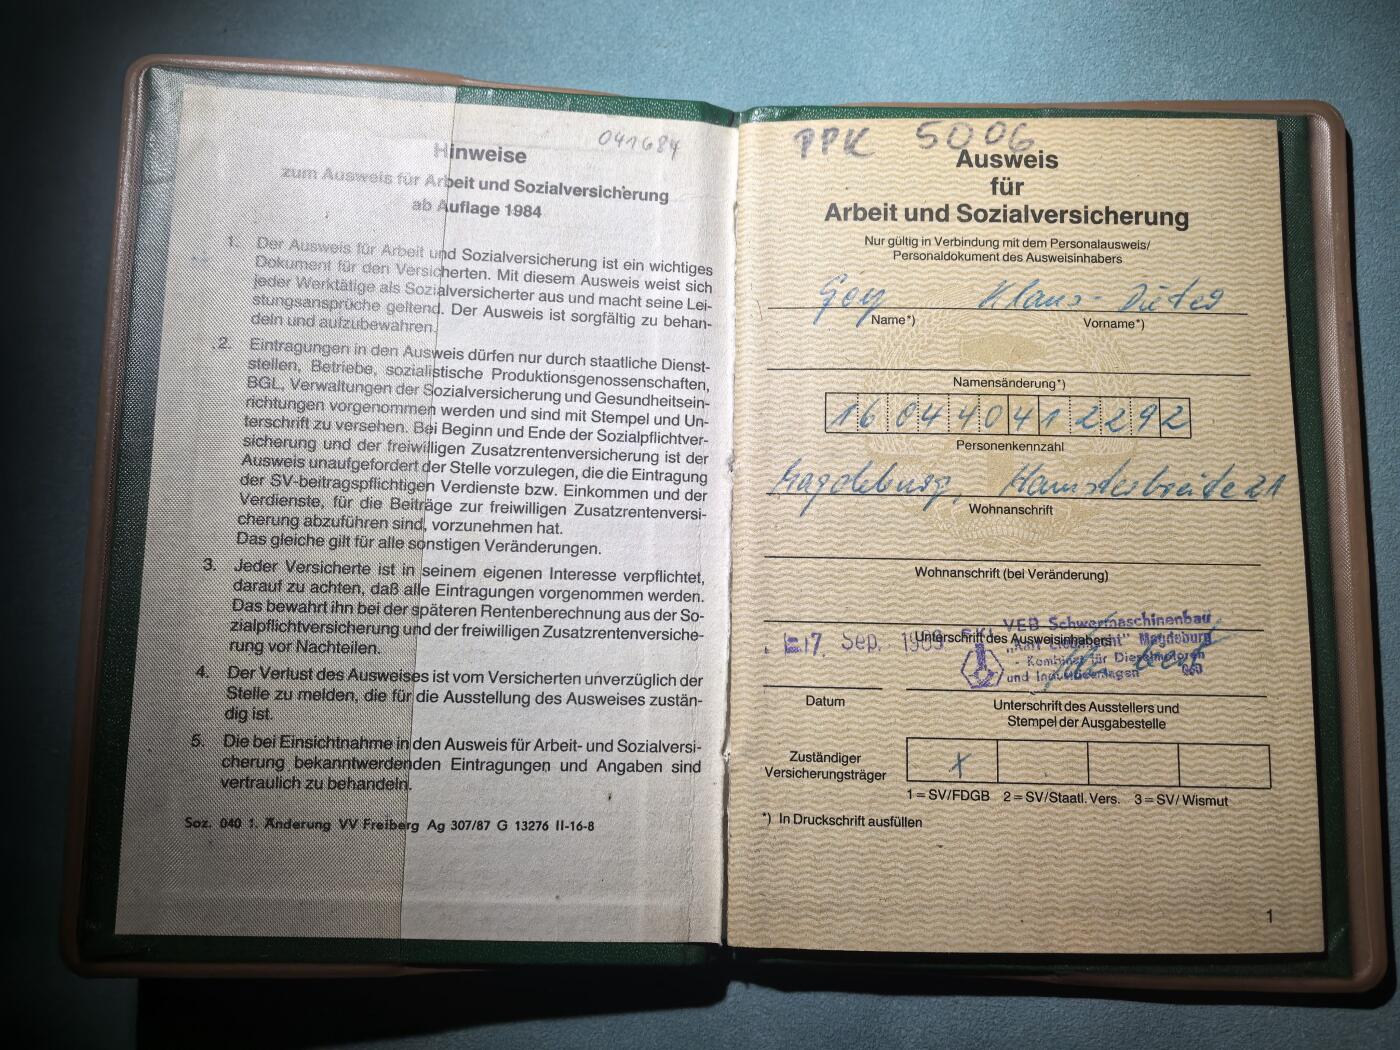 041684
Hinweise
zum Ausweis für Arbeit und Sozialversicherung
ab Auflage 1984
1. Der Ausweis für Arbeit und Sozialversicherung ist ein wichtiges
Dokument für den Versicherten. Mit diesem Ausweis weist sich
jeder Werktätige als Sozialversicherter aus und macht seine Lei-
stungsansprüche geltend. Der Ausweis ist sorgfältig zu behan-
deln und aufzubewahren.
2. Eintragungen in den Ausweis dürfen nur durch staatliche Dienst-
stellen, Betriebe, sozialistische Produktionsgenossenschaften,
BGL, Verwaltungen der Sozialversicherung und Gesundheitsein-
richtungen vorgenommen werden und sind mit Stempel und Un-
terschrift zu versehen. Bei Beginn und Ende der Sozialpflichtver-
sicherung und der freiwilligen Zusatzrentenversicherung ist der
Ausweis unaufgefordert der Stelle vorzulegen, die die Eintragung
der SV-beitragspflichtigen Verdienste bzw. Einkommen und der
Verdienste, für die Beiträge zur freiwilligen Zusatzrentenversi-
cherung abzuführen sind, vorzunehmen hat.
Das gleiche gilt für alle sonstigen Veränderungen.
3. Jeder Versicherte ist in seinem eigenen Interesse verpflichtet,
darauf zu achten, daß alle Eintragungen vorgenommen werden.
Das bewahrt ihn bei der späteren Rentenberechnung aus der So-
zialpflichtversicherung und der freiwilligen Zusatzrentenversiche-
rung vor Nachteilen.
4. Der Verlust des Ausweises ist vom Versicherten unverzüglich der
Stelle zu melden, die für die Ausstellung des Ausweises zustän-
dig ist.
5. Die bei Einsichtnahme in den Ausweis für Arbeit- und Sozialversi-
cherung bekanntwerdenden Eintragungen und Angaben sind
vertraulich zu behandeln.
Soz. 040 1. Änderung VV Freiberg Ag 307/87 G 13276 II-16-8
PPK 5006
Ausweis
für
Arbeit und Sozialversicherung
Nur gültig in Verbindung mit dem Personalausweis/
Personaldokument des Ausweisinhabers
Goy Klaus-Dieter
Name*) Vorname*)
Namensänderung*)
160440412292
Personenkennzahl
Magdeburg, Hamsterbreite 21
Wohnanschrift
Wohnanschrift (bei Veränderung)
VEB Schwermaschinenbau
17. Sep. 1989 SKL Unterschrift des Ausweisinhabers "Karl Liebknecht" Magdeburg
- Kombinat für Dieselmotoren
und Industrieanlagen
Datum
Unterschrift des Ausstellers und
Stempel der Ausgabestelle
Zuständiger
Versicherungsträger
x
1 = SV/FDGB 2 = SV/Staatl. Vers. 3 = SV/Wismut
*) In Druckschrift ausfüllen
1